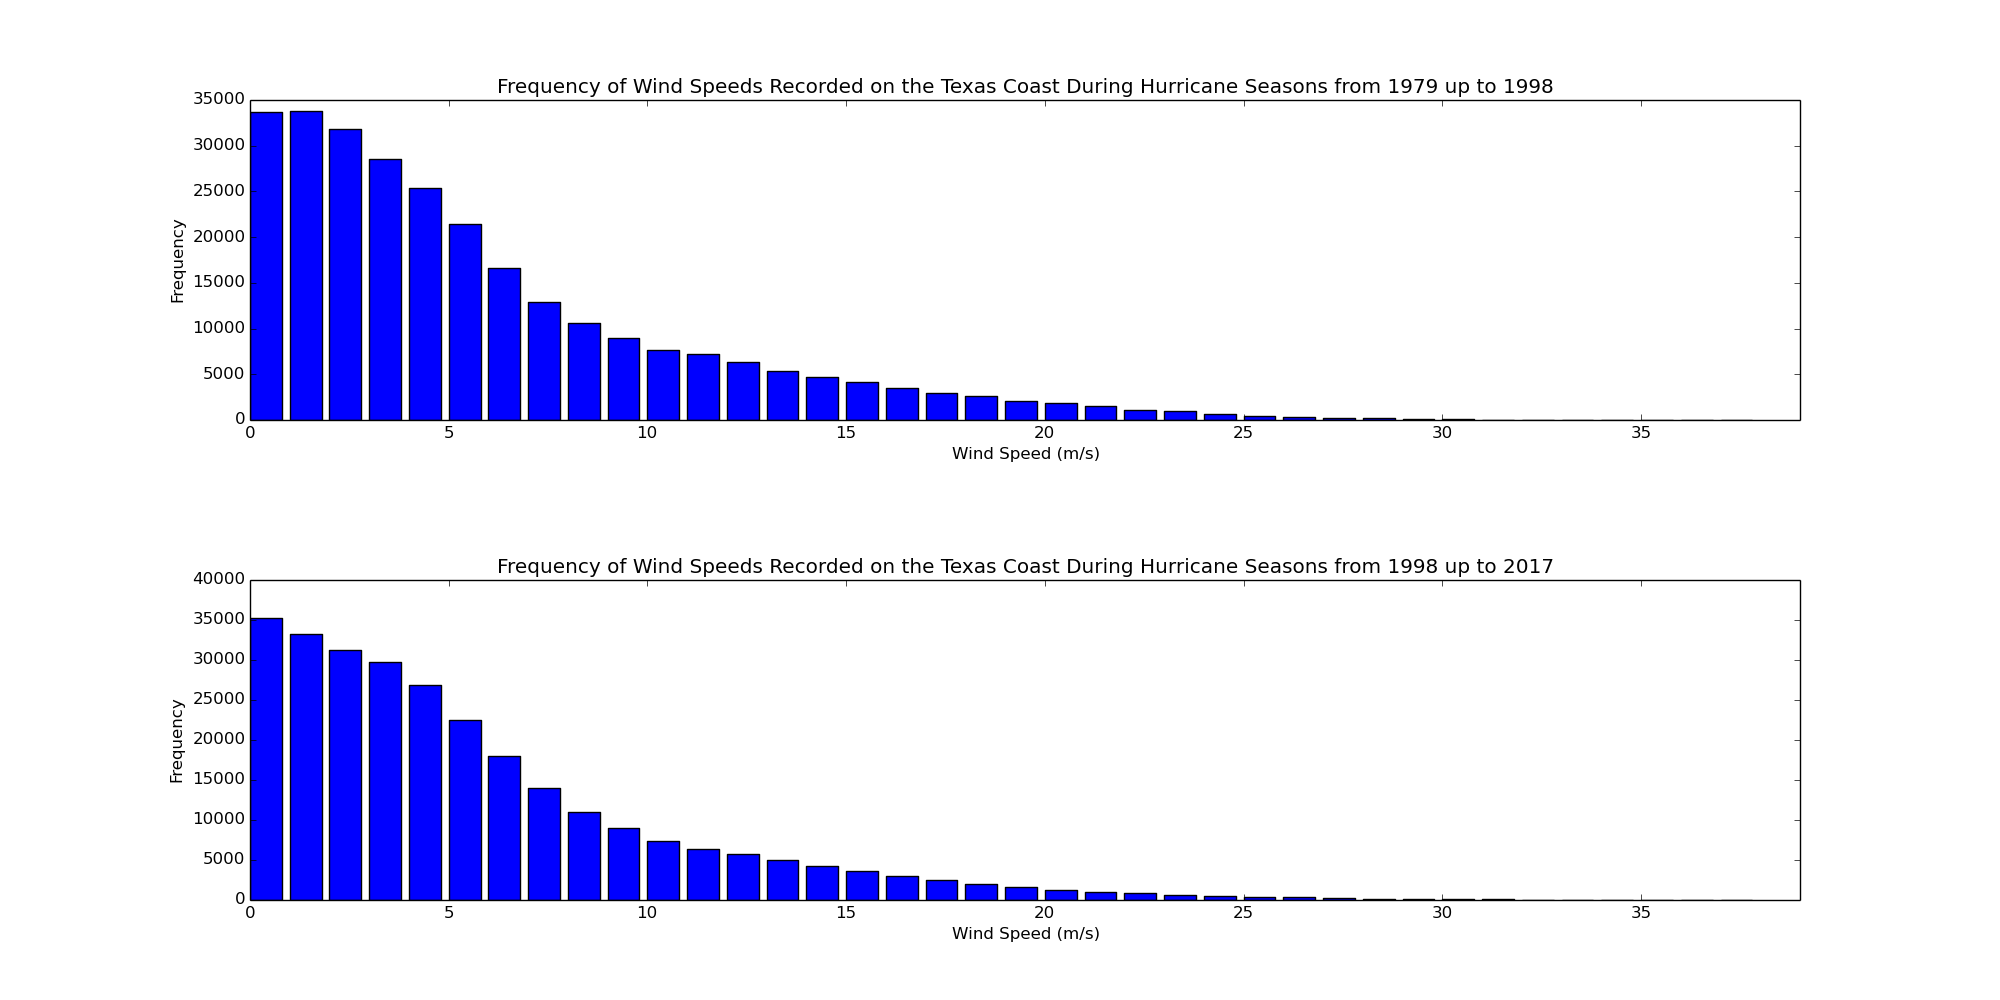 Frequency of Wind Speeds Recorded on the Texas Coast During Hurricane Seasons from 1979 up to 1998
35000
30000
25000
20000
15000
10000
5000
0
Frequency
0 5 10 15 20 25 30 35
Wind Speed (m/s)
Frequency of Wind Speeds Recorded on the Texas Coast During Hurricane Seasons from 1998 up to 2017
40000
35000
30000
25000
20000
15000
10000
5000
0
Frequency
0 5 10 15 20 25 30 35
Wind Speed (m/s)